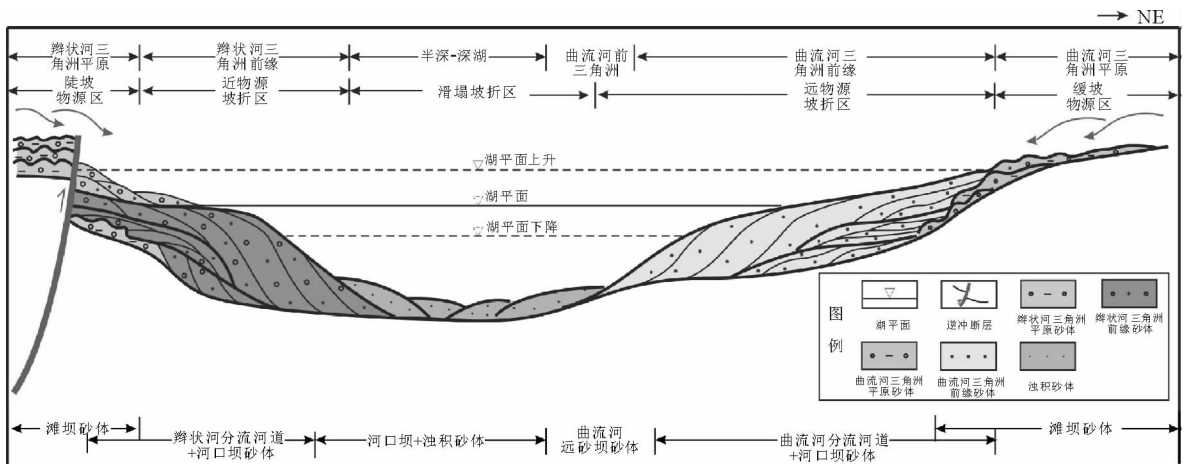 NE
辫状河三
角洲平原
辫状河三
角洲前缘
半深-深湖
曲流河前
三角洲
曲流河三
角洲前缘
曲流河三
角洲平原
陡坡
物源区
近物源
坡折区
滑塌坡折区
远物源
坡折区
缓坡
物源区
湖平面上升
湖平面
湖平面下降
图
例
湖平面
逆冲断层
辫状河三角洲
平原砂体
辫状河三角洲
前缘砂体
曲流河三角洲
平原砂体
曲流河三角洲
前缘砂体
浊积砂体
滩坝砂体
辫状河分流河道
+河口坝砂体
河口坝+浊积砂体
曲流河
远砂坝砂体
曲流河分流河道
+河口坝砂体
滩坝砂体